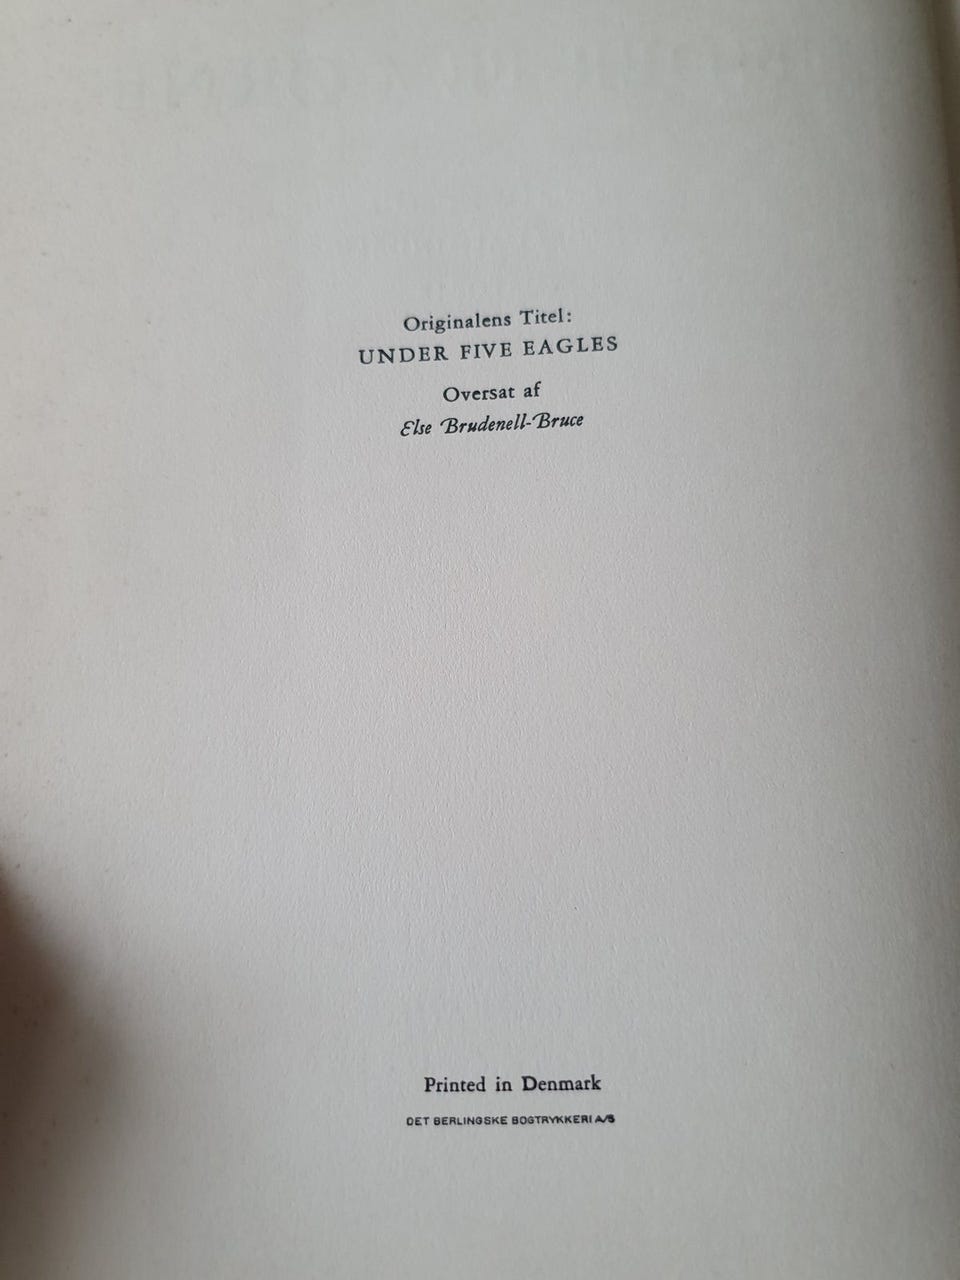 Originalens Titel:
UNDER FIVE EAGLES
Oversat af
Else Brudenell-Bruce
Printed in Denmark
DET BERLINGSKE BOGTRYKKERI A/S